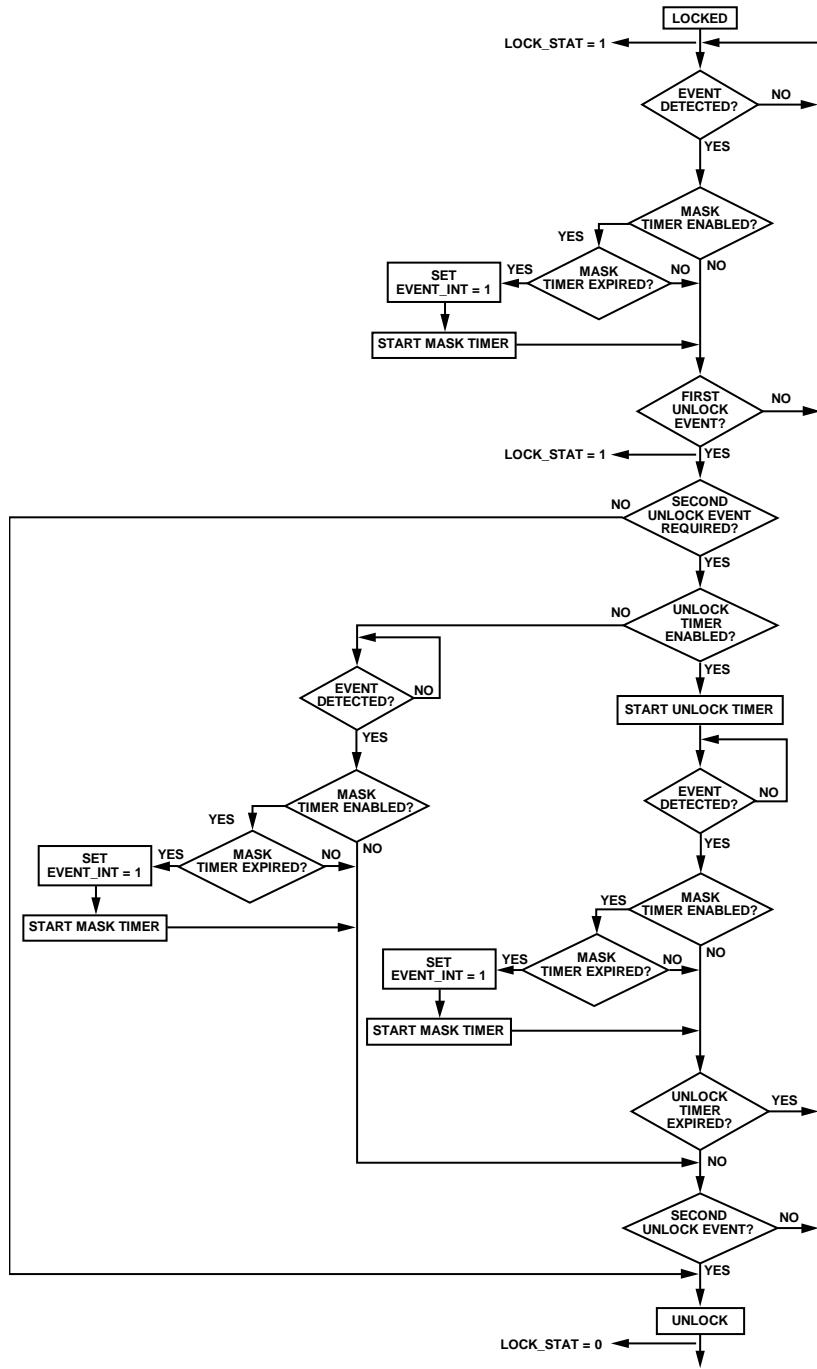 LOCKED
LOCK_STAT = 1
EVENT
DETECTED?
NO
YES
MASK
TIMER ENABLED?
YES
NO
MASK
TIMER EXPIRED?
YES
NO
SET
EVENT_INT = 1
START MASK TIMER
FIRST
UNLOCK
EVENT?
NO
YES
LOCK_STAT = 1
SECOND
UNLOCK EVENT
REQUIRED?
NO
YES
UNLOCK
TIMER
ENABLED?
NO
YES
EVENT
DETECTED?
NO
YES
START UNLOCK TIMER
EVENT
DETECTED?
NO
YES
MASK
TIMER ENABLED?
YES
NO
MASK
TIMER EXPIRED?
YES
NO
SET
EVENT_INT = 1
START MASK TIMER
MASK
TIMER ENABLED?
YES
NO
MASK
TIMER EXPIRED?
YES
NO
SET
EVENT_INT = 1
START MASK TIMER
UNLOCK
TIMER
EXPIRED?
YES
NO
SECOND
UNLOCK EVENT?
NO
YES
UNLOCK
LOCK_STAT = 0